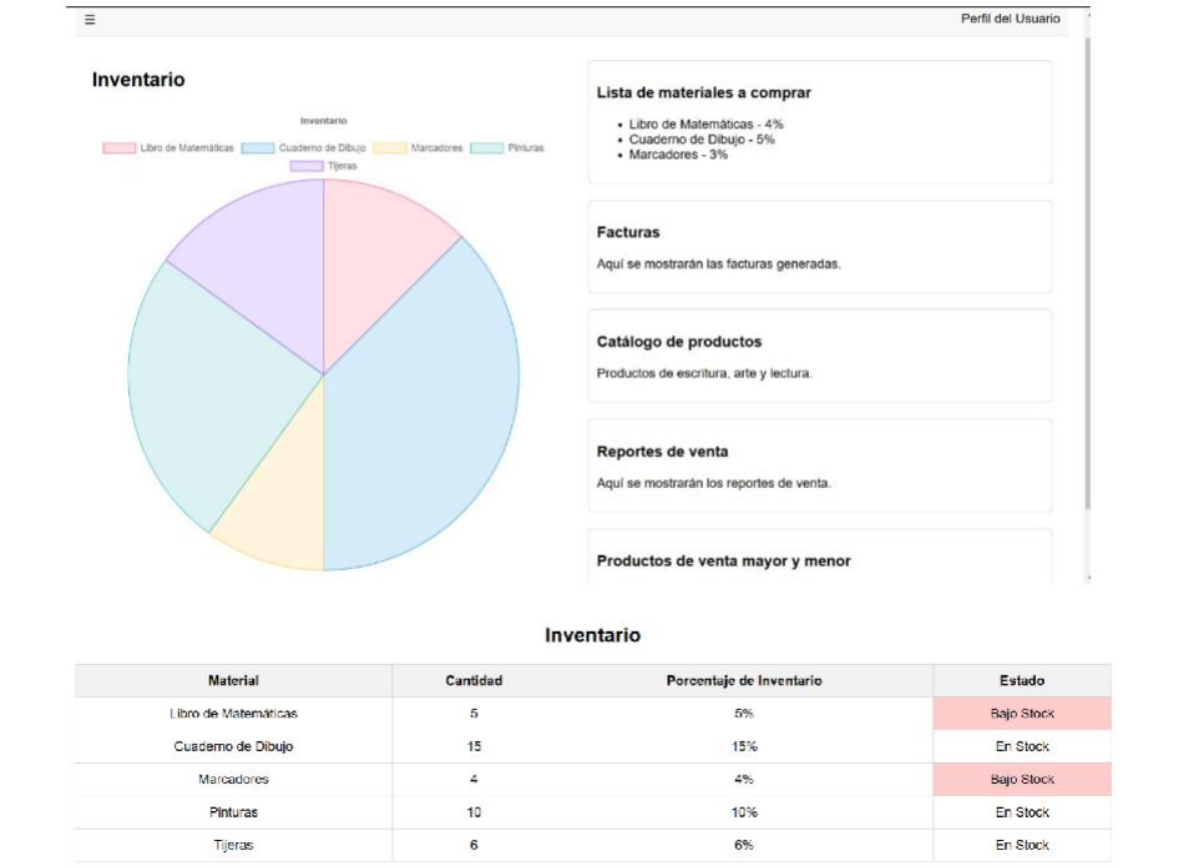 ☰ Perfil del Usuario
Inventario
Inventario
Libro de Matemáticas Cuaderno de Dibujo Marcadores Pinturas
Tijeras
Lista de materiales a comprar
• Libro de Matemáticas - 4%
• Cuaderno de Dibujo - 5%
• Marcadores - 3%
Facturas
Aquí se mostrarán las facturas generadas.
Catálogo de productos
Productos de escritura, arte y lectura.
Reportes de venta
Aquí se mostrarán los reportes de venta.
Productos de venta mayor y menor
Inventario
Material Cantidad Porcentaje de Inventario Estado
Libro de Matemáticas 5 5% Bajo Stock
Cuaderno de Dibujo 15 15% En Stock
Marcadores 4 4% Bajo Stock
Pinturas 10 10% En Stock
Tijeras 6 6% En Stock